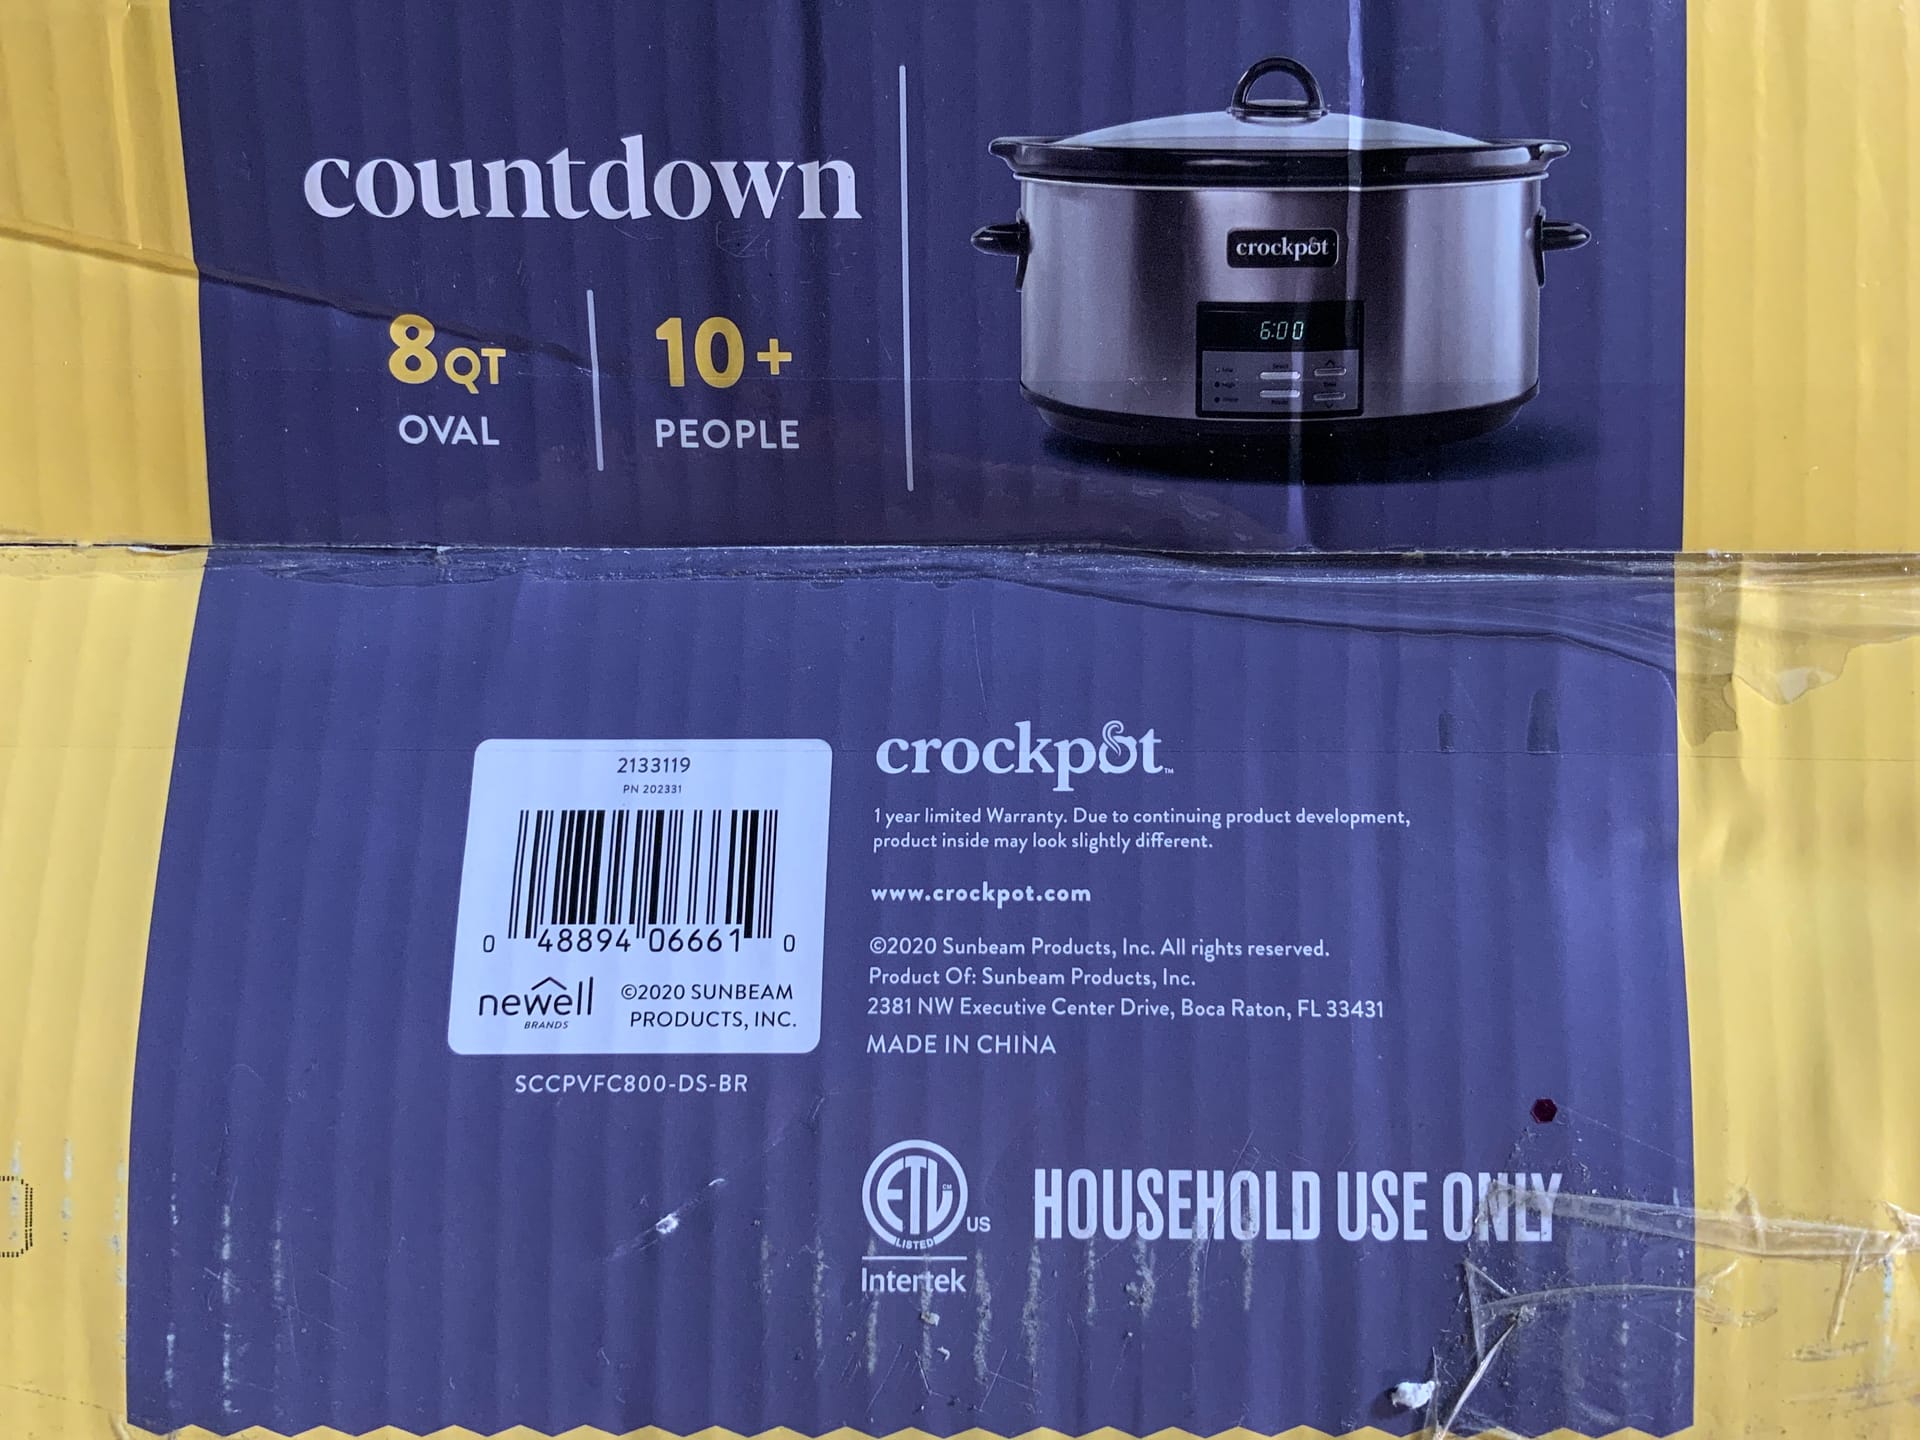 countdown
8QT
OVAL
10+
PEOPLE
crockpot
6:00
2133119
PN 202331
0 48894 06661 0
newell
BRANDS
©2020 SUNBEAM
PRODUCTS, INC.
SCCPVFC800-DS-BR
crockpot™
1 year limited Warranty. Due to continuing product development,
product inside may look slightly different.
www.crockpot.com
©2020 Sunbeam Products, Inc. All rights reserved.
Product Of: Sunbeam Products, Inc.
2381 NW Executive Center Drive, Boca Raton, FL 33431
MADE IN CHINA
ETL CM
LISTED
US
Intertek
HOUSEHOLD USE ONLY